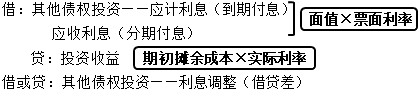 借：其他债权投资——应计利息（到期付息）
应收利息（分期付息）
面值×票面利率
贷：投资收益 期初摊余成本×实际利率
借或贷：其他债权投资——利息调整（借贷差）